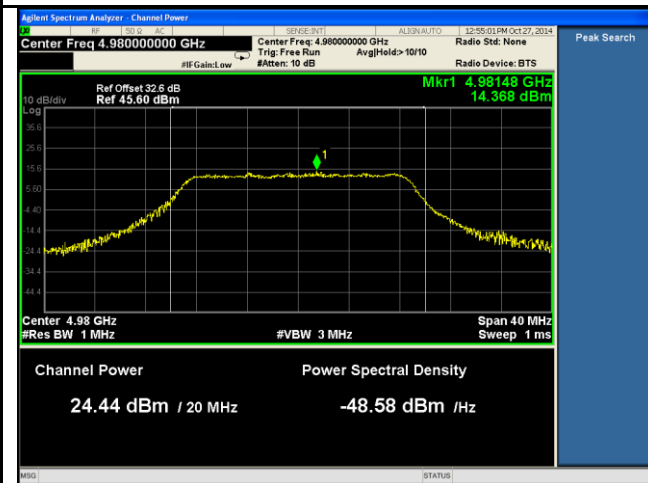 Agilent Spectrum Analyzer - Channel Power
RF 50 Ω AC SENSE:INT ALIGN AUTO 12:55:01 PM Oct 27, 2014
Center Freq 4.980000000 GHz
Center Freq: 4.980000000 GHz
Radio Std: None
Trig: Free Run Avg|Hold:> 10/10
#IFGain:Low
#Atten: 10 dB
Radio Device: BTS
Peak Search
Ref Offset 32.6 dB
10 dB/div Ref 45.60 dBm
Log
Mkr1 4.98148 GHz
14.368 dBm
35.6
25.6
15.6
5.60
-4.40
-14.4
-24.4
-34.4
-44.4
1
Center 4.98 GHz
Span 40 MHz
#Res BW 1 MHz
#VBW 3 MHz
Sweep 1 ms
Channel Power
Power Spectral Density
24.44 dBm / 20 MHz
-48.58 dBm /Hz
MSG
STATUS